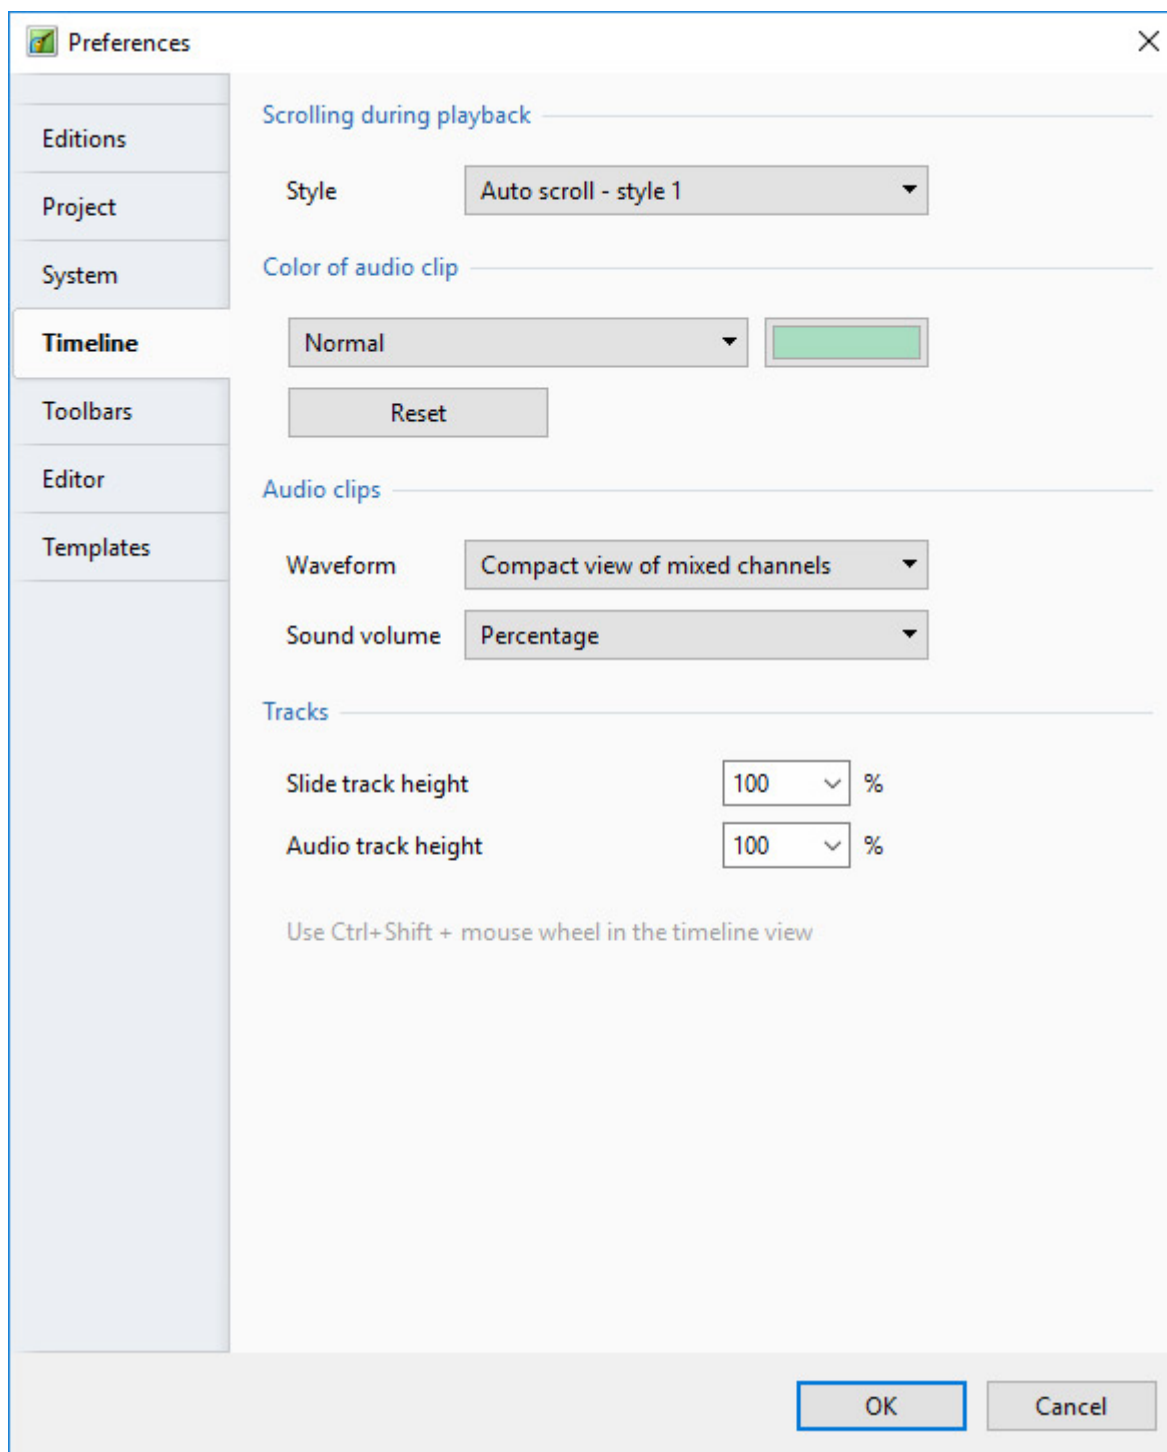 Preferences
Editions
Project
System
Timeline
Toolbars
Editor
Templates
Scrolling during playback
Style Auto scroll - style 1
Color of audio clip
Normal
Reset
Audio clips
Waveform Compact view of mixed channels
Sound volume Percentage
Tracks
Slide track height 100 %
Audio track height 100 %
Use Ctrl+Shift + mouse wheel in the timeline view
OK Cancel